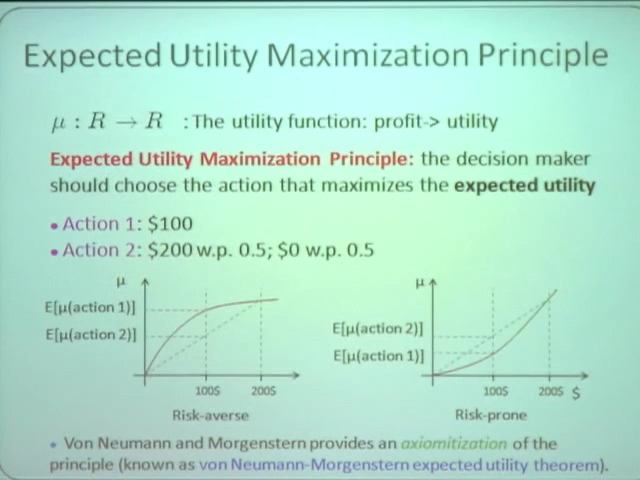 Expected Utility Maximization Principle
μ : R → R : The utility function: profit-> utility
Expected Utility Maximization Principle: the decision maker
should choose the action that maximizes the expected utility
• Action 1: $100
• Action 2: $200 w.p. 0.5; $0 w.p. 0.5
μ
E[μ(action 1)]
E[μ(action 2)]
100$ 200$
Risk-averse
μ
E[μ(action 2)]
E[μ(action 1)]
100$ 200$ $
Risk-prone
• Von Neumann and Morgenstern provides an axiomitization of the
principle (known as von Neumann-Morgenstern expected utility theorem).